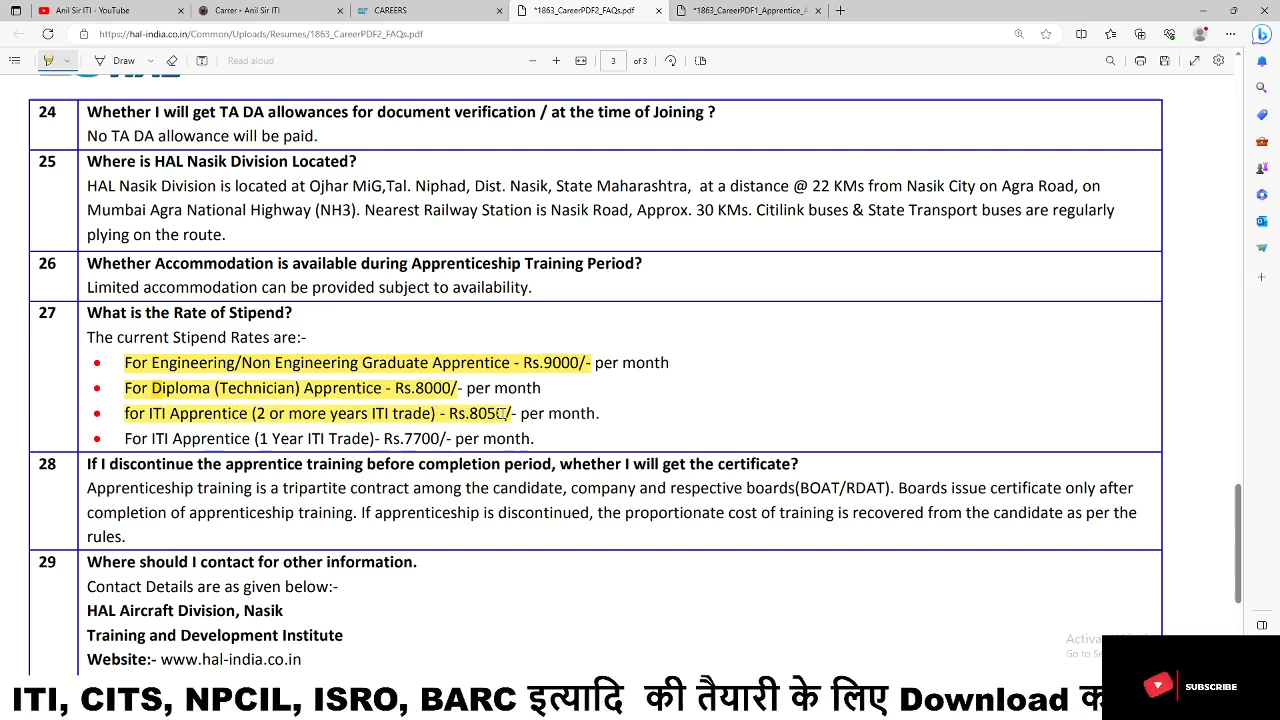 Anil Sir ITI - YouTube
Carrer - Anil Sir ITI
CAREERS
*1863_CareerPDF2_FAQs.pdf
*1863_CareerPDF1_Apprentice_A
https://hal-india.co.in/Common/Uploads/Resumes/1863_CareerPDF2_FAQs.pdf
Draw
Read aloud
3
of 3
24
Whether I will get TA DA allowances for document verification / at the time of Joining ?
No TA DA allowance will be paid.
25
Where is HAL Nasik Division Located?
HAL Nasik Division is located at Ojhar MiG,Tal. Niphad, Dist. Nasik, State Maharashtra, at a distance @ 22 KMs from Nasik City on Agra Road, on
Mumbai Agra National Highway (NH3). Nearest Railway Station is Nasik Road, Approx. 30 KMs. Citilink buses & State Transport buses are regularly
plying on the route.
26
Whether Accommodation is available during Apprenticeship Training Period?
Limited accommodation can be provided subject to availability.
27
What is the Rate of Stipend?
The current Stipend Rates are:-
• For Engineering/Non Engineering Graduate Apprentice - Rs.9000/- per month
• For Diploma (Technician) Apprentice - Rs.8000/- per month
• for ITI Apprentice (2 or more years ITI trade) - Rs.8050/- per month.
• For ITI Apprentice (1 Year ITI Trade)- Rs.7700/- per month.
28
If I discontinue the apprentice training before completion period, whether I will get the certificate?
Apprenticeship training is a tripartite contract among the candidate, company and respective boards(BOAT/RDAT). Boards issue certificate only after
completion of apprenticeship training. If apprenticeship is discontinued, the proportionate cost of training is recovered from the candidate as per the
rules.
29
Where should I contact for other information.
Contact Details are as given below:-
HAL Aircraft Division, Nasik
Training and Development Institute
Website:- www.hal-india.co.in
ITI, CITS, NPCIL, ISRO, BARC इत्यादि की तैयारी के लिए Download क
SUBSCRIBE